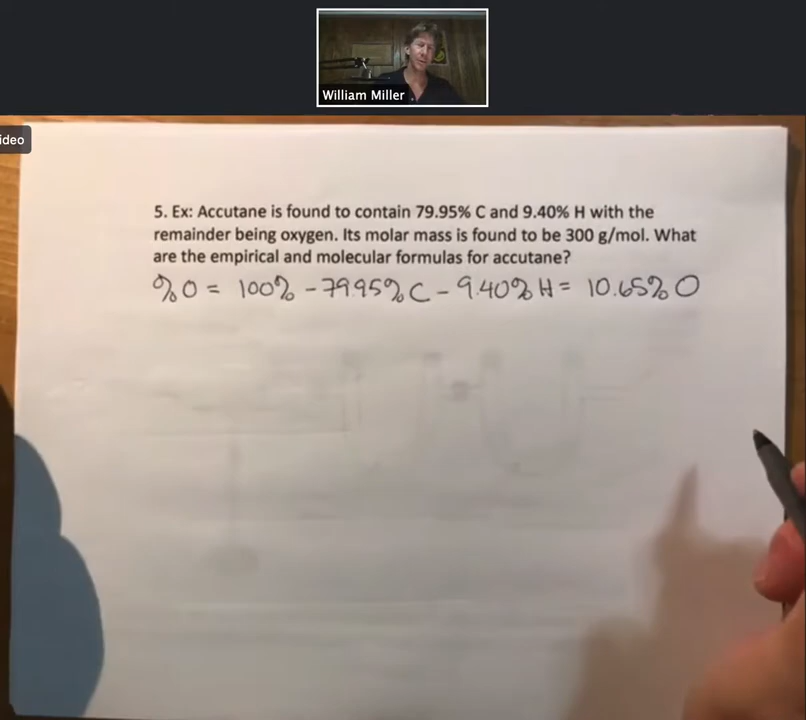 William Miller
ideo
5. Ex: Accutane is found to contain 79.95% C and 9.40% H with the
remainder being oxygen. Its molar mass is found to be 300 g/mol. What
are the empirical and molecular formulas for accutane?
%O = 100% - 79.95% C - 9.40% H = 10.65% O